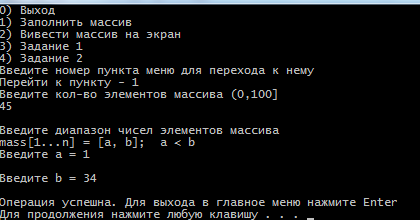 0) Выход
1) Заполнить массив
2) Вивести массив на экран
3) Задание 1
4) Задание 2
Введите номер пункта меню для перехода к нему
Перейти к пункту - 1
Введите кол-во элементов массива (0,100]
45
Введите диапазон чисел элементов массива
mass[1...n] = [a, b];  a < b
Введите a = 1
Введите b = 34
Операция успешна. Для выхода в главное меню нажмите Enter
Для продолжения нажмите любую клавишу . . .